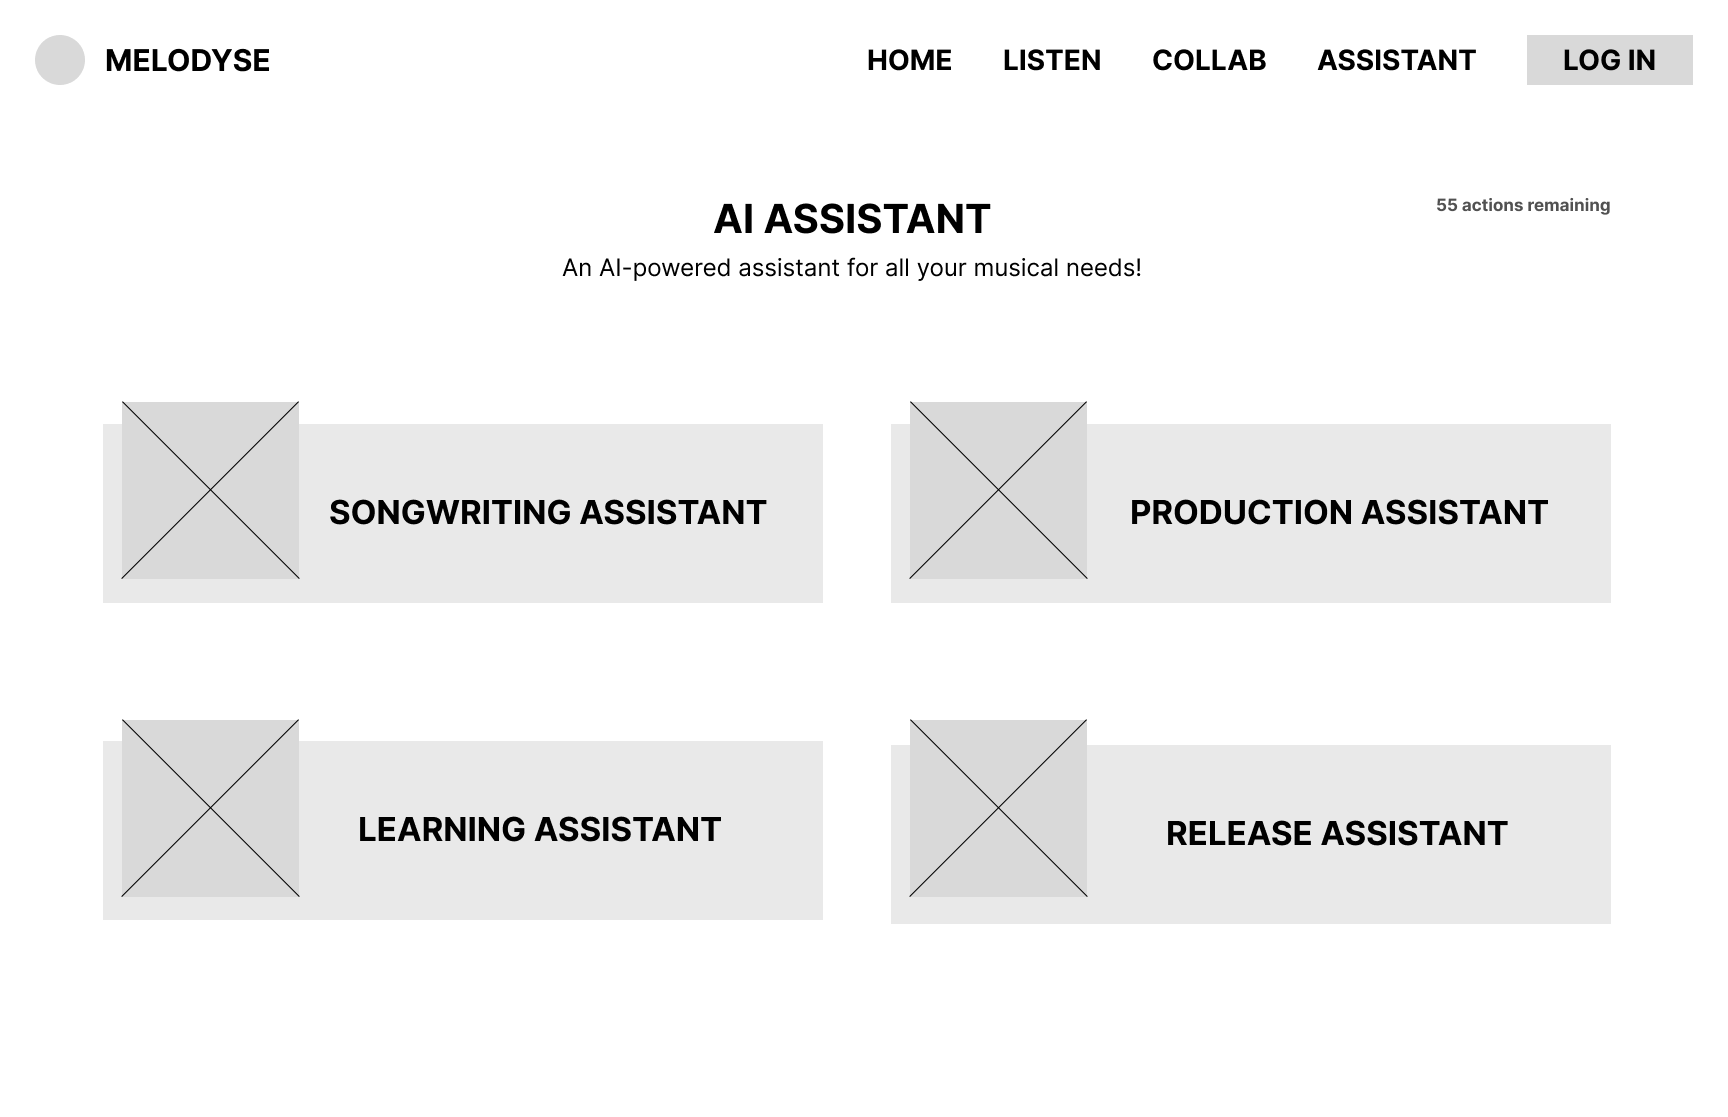 MELODYSE
HOME
LISTEN
COLLAB
ASSISTANT
LOG IN
AI ASSISTANT
55 actions remaining
An AI-powered assistant for all your musical needs!
SONGWRITING ASSISTANT
PRODUCTION ASSISTANT
LEARNING ASSISTANT
RELEASE ASSISTANT